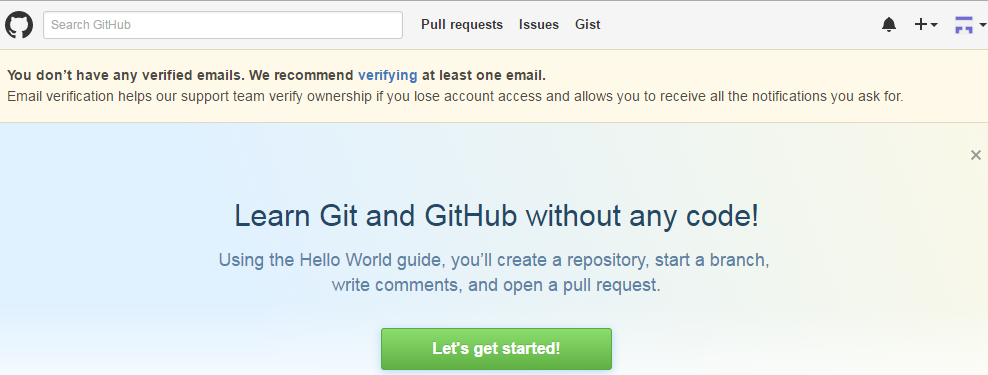 Search GitHub Pull requests Issues Gist
You don’t have any verified emails. We recommend verifying at least one email.
Email verification helps our support team verify ownership if you lose account access and allows you to receive all the notifications you ask for.
Learn Git and GitHub without any code!
Using the Hello World guide, you’ll create a repository, start a branch,
write comments, and open a pull request.
Let's get started!